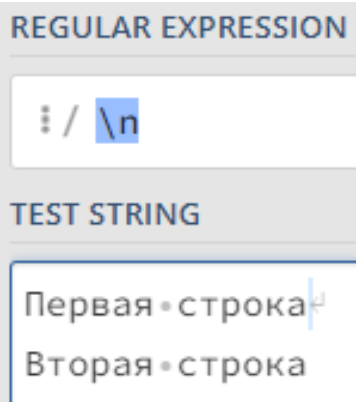 REGULAR EXPRESSION
⋮/ \n
TEST STRING
Первая·строка↵
Вторая·строка